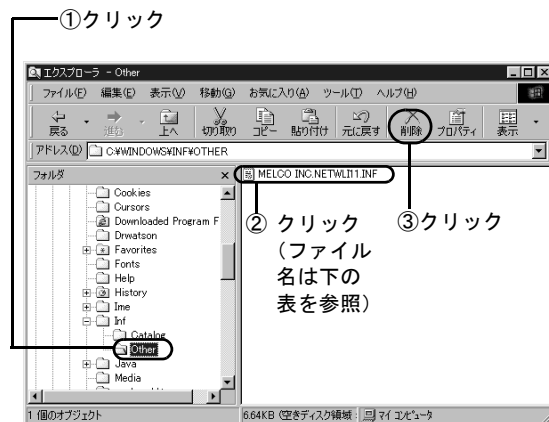 ①クリック
エクスプローラ - Other
ファイル(F) 編集(E) 表示(V) 移動(G) お気に入り(A) ツール(T) ヘルプ(H)
戻る 進む 上へ 切り取り コピー 貼り付け 元に戻す 削除 プロパティ 表示
アドレス(D) C:¥WINDOWS¥INF¥OTHER
フォルダ
MELCO INC.NETWLI11.INF
Cookies
Cursors
Downloaded Program F
Drwatson
Favorites
Fonts
Help
History
Ime
Inf
Catalog
Other
Java
Media
② クリック
(ファイル
名は下の
表を参照)
③クリック
1 個のオブジェクト 6.64KB (空きディスク領域: マイ コンピュータ